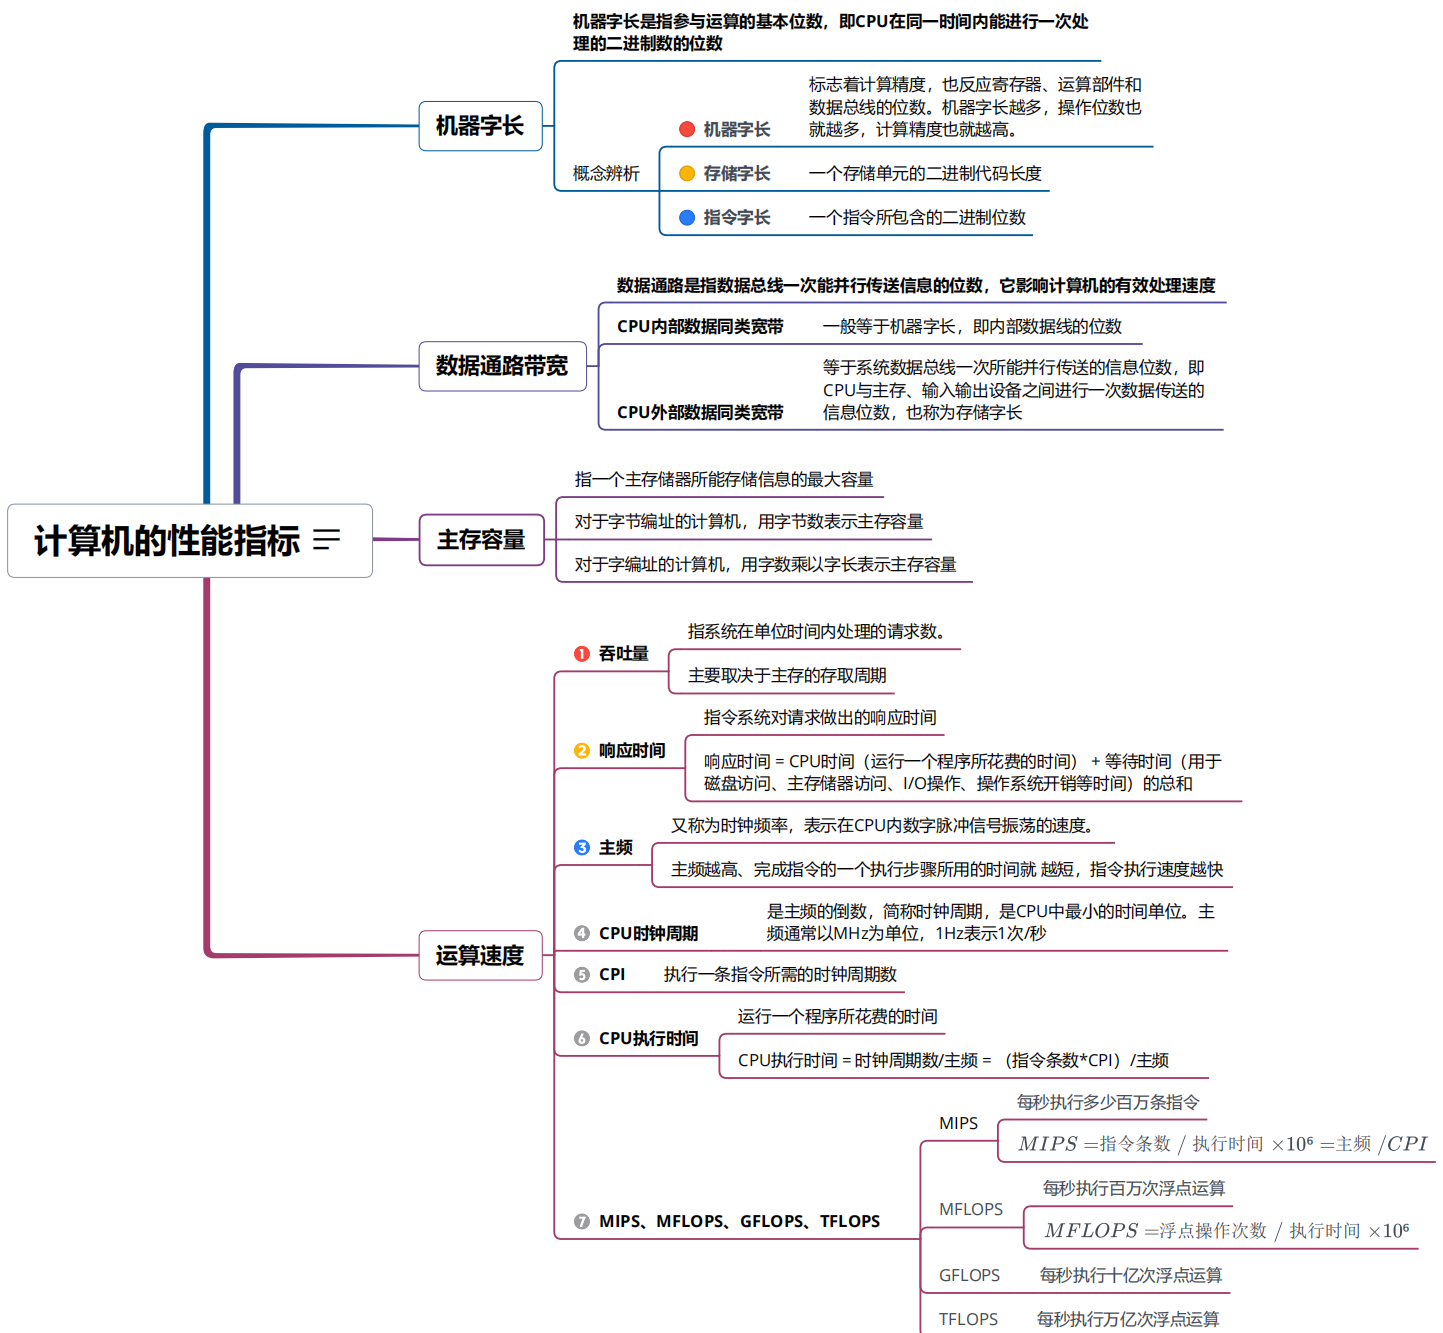 计算机的性能指标
机器字长
机器字长是指参与运算的基本位数，即CPU在同一时间内能进行一次处
理的二进制数的位数
概念辨析
机器字长
标志着计算精度，也反应寄存器、运算部件和
数据总线的位数。机器字长越多，操作位数也
就越多，计算精度也就越高。
存储字长
一个存储单元的二进制代码长度
指令字长
一个指令所包含的二进制位数
数据通路带宽
数据通路是指数据总线一次能并行传送信息的位数，它影响计算机的有效处理速度
CPU内部数据同类宽带
一般等于机器字长，即内部数据线的位数
CPU外部数据同类宽带
等于系统数据总线一次所能并行传送的信息位数，即
CPU与主存、输入输出设备之间进行一次数据传送的
信息位数，也称为存储字长
主存容量
指一个主存储器所能存储信息的最大容量
对于字节编址的计算机，用字节数表示主存容量
对于字编址的计算机，用字数乘以字长表示主存容量
运算速度
1 吞吐量
指系统在单位时间内处理的请求数。
主要取决于主存的存取周期
2 响应时间
指令系统对请求做出的响应时间
响应时间 = CPU时间（运行一个程序所花费的时间） + 等待时间（用于
磁盘访问、主存储器访问、I/O操作、操作系统开销等时间）的总和
3 主频
又称为时钟频率，表示在CPU内数字脉冲信号振荡的速度。
主频越高、完成指令的一个执行步骤所用的时间就 越短，指令执行速度越快
4 CPU时钟周期
是主频的倒数，简称时钟周期，是CPU中最小的时间单位。主
频通常以MHz为单位，1Hz表示1次/秒
5 CPI
执行一条指令所需的时钟周期数
6 CPU执行时间
运行一个程序所花费的时间
CPU执行时间 = 时钟周期数/主频 = （指令条数*CPI）/主频
7 MIPS、MFLOPS、GFLOPS、TFLOPS
MIPS
每秒执行多少百万条指令
MIPS =指令条数 / 执行时间 ×10⁶ =主频 /CPI
MFLOPS
每秒执行百万次浮点运算
MFLOPS =浮点操作次数 / 执行时间 ×10⁶
GFLOPS
每秒执行十亿次浮点运算
TFLOPS
每秒执行万亿次浮点运算